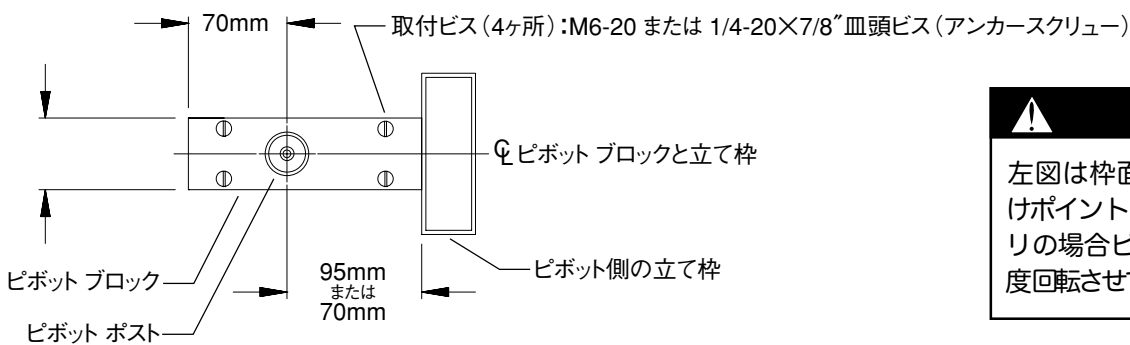 70mm
取付ビス（4ヶ所）：M6-20 または 1/4-20×7/8″皿頭ビス（アンカースクリュー）
℄ ピボット ブロックと立て枠
ピボット側の立て枠
95mm
または
70mm
ピボット ブロック
ピボット ポスト
左図は枠面
けポイント
リの場合ピ
度回転させて